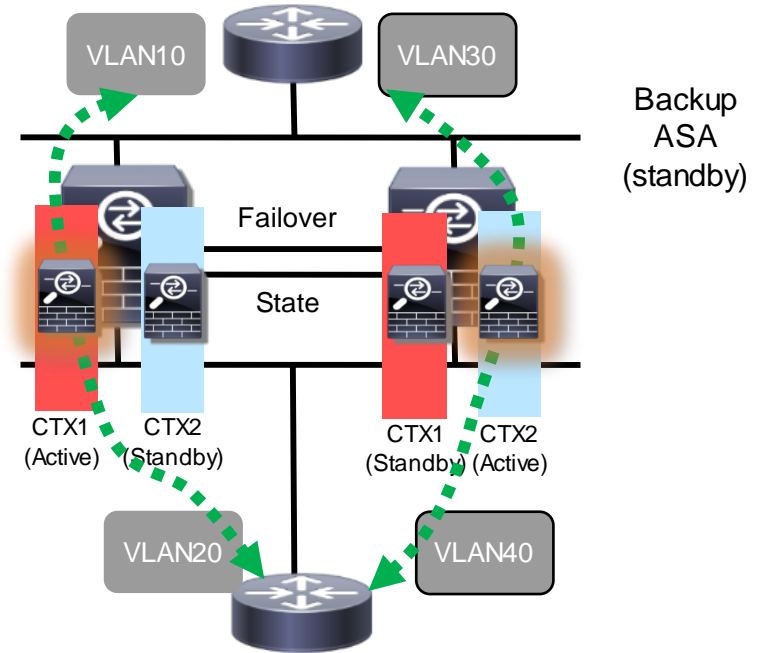 VLAN10
VLAN30
Backup
ASA
(standby)
Failover
State
CTX1
(Active)
CTX2
(Standby)
CTX1
(Standby)
CTX2
(Active)
VLAN20
VLAN40